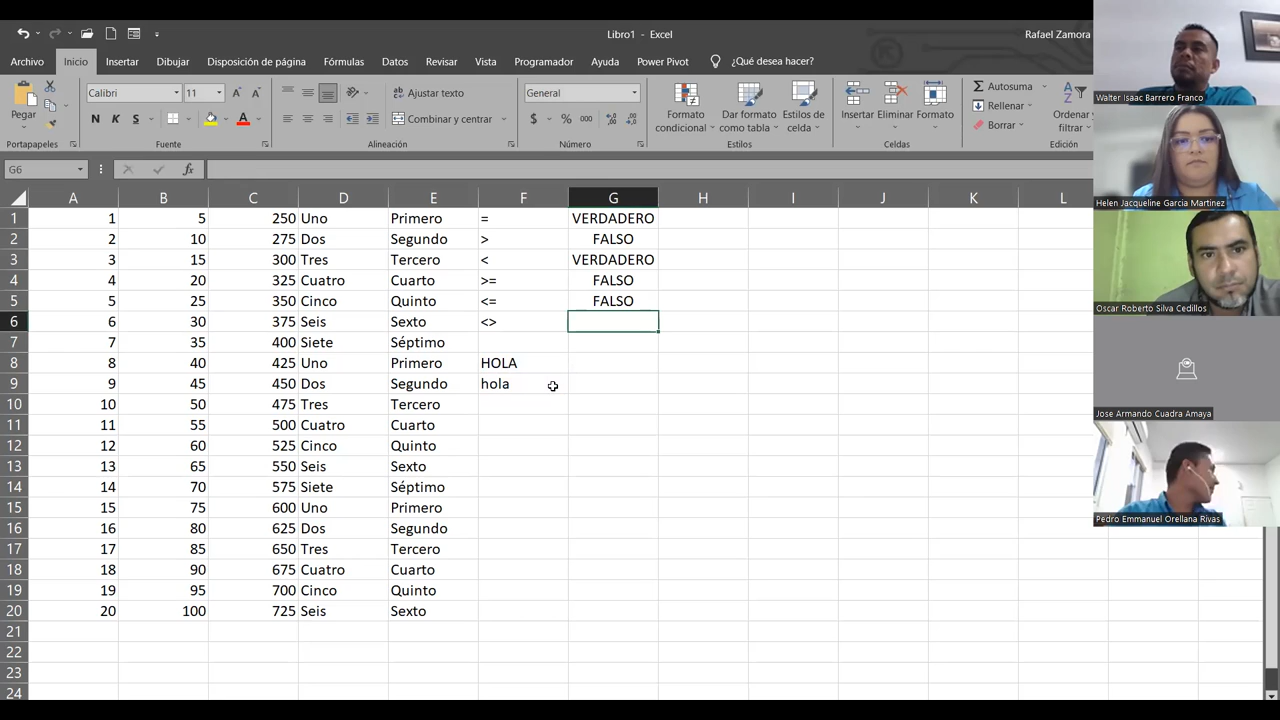 Libro1 - Excel
Rafael Zamora
Archivo Inicio Insertar Dibujar Disposición de página Fórmulas Datos Revisar Vista Programador Ayuda Power Pivot ¿Qué desea hacer?
Pegar
Calibri 11
N K S
Ajustar texto
Combinar y centrar
General
$ % 000
Formato condicional
Dar formato como tabla
Estilos de celda
Insertar Eliminar Formato
Autosuma
Rellenar
Borrar
Ordenar y filtrar
Portapapeles Fuente Alineación Número Estilos Celdas Edición
G6 fx
A B C D E F G H I J K L
1 1 5 250 Uno Primero = VERDADERO
2 2 10 275 Dos Segundo > FALSO
3 3 15 300 Tres Tercero < VERDADERO
4 4 20 325 Cuatro Cuarto >= FALSO
5 5 25 350 Cinco Quinto <= FALSO
6 6 30 375 Seis Sexto <>
7 7 35 400 Siete Séptimo
8 8 40 425 Uno Primero HOLA
9 9 45 450 Dos Segundo hola
10 10 50 475 Tres Tercero
11 11 55 500 Cuatro Cuarto
12 12 60 525 Cinco Quinto
13 13 65 550 Seis Sexto
14 14 70 575 Siete Séptimo
15 15 75 600 Uno Primero
16 16 80 625 Dos Segundo
17 17 85 650 Tres Tercero
18 18 90 675 Cuatro Cuarto
19 19 95 700 Cinco Quinto
20 20 100 725 Seis Sexto
21
22
23
24
Walter Isaac Barrero Franco
Helen Jacqueline Garcia Martinez
Oscar Roberto Silva Cedillos
Jose Armando Cuadra Amaya
Pedro Emmanuel Orellana Rivas